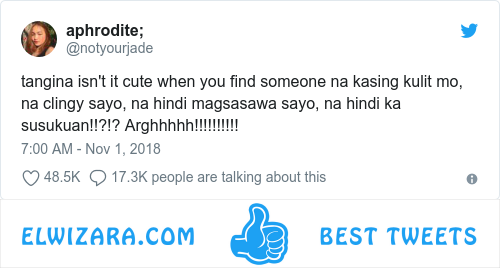 aphrodite;
@notyourjade
tangina isn't it cute when you find someone na kasing kulit mo,
na clingy sayo, na hindi magsasawa sayo, na hindi ka
susukuan!!?!? Arghhhhh!!!!!!!!!!
7:00 AM - Nov 1, 2018
48.5K 17.3K people are talking about this
ELWIZARA.COM BEST TWEETS